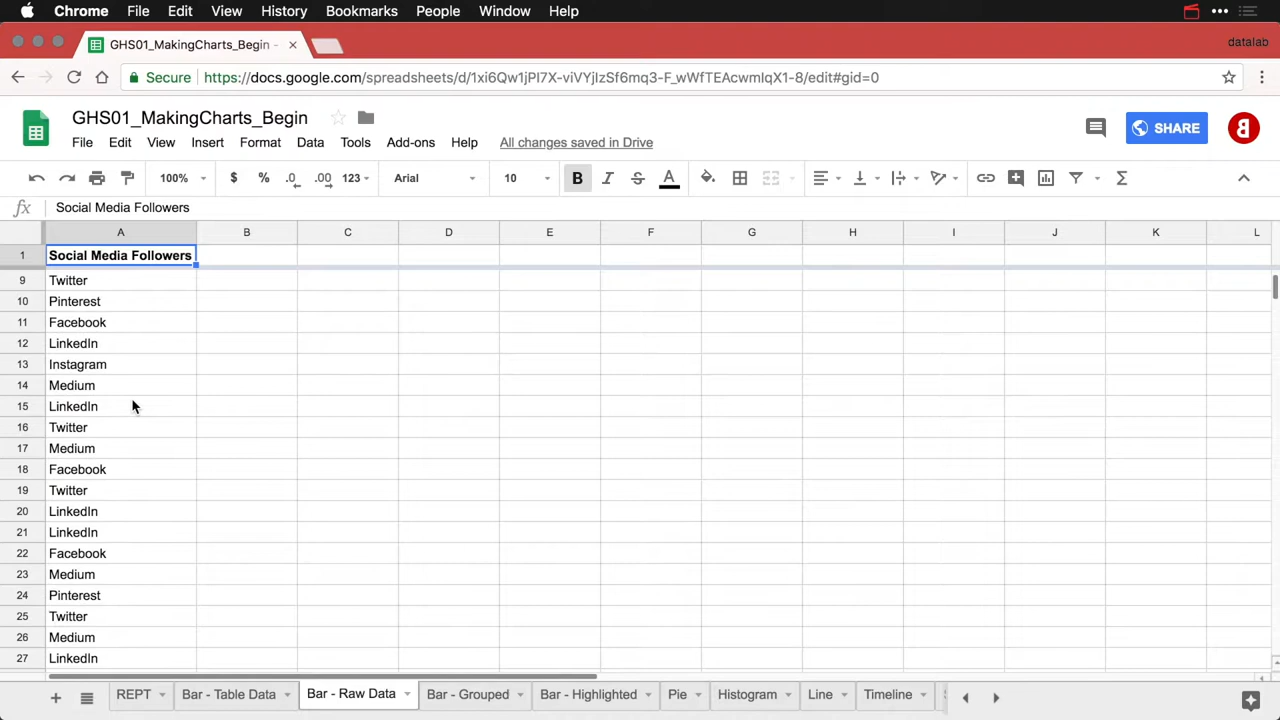 Chrome File Edit View History Bookmarks People Window Help
GHS01_MakingCharts_Begin -
datalab
Secure https://docs.google.com/spreadsheets/d/1xi6Qw1jPl7X-viVYjlzSf6mq3-F_wWfTEAcwmIqX1-8/edit#gid=0
GHS01_MakingCharts_Begin
SHARE
File Edit View Insert Format Data Tools Add-ons Help All changes saved in Drive
100% $ % .0 .00 123 Arial 10 B I S A Σ
fx Social Media Followers
A B C D E F G H I J K L
1 Social Media Followers
9 Twitter
10 Pinterest
11 Facebook
12 LinkedIn
13 Instagram
14 Medium
15 LinkedIn
16 Twitter
17 Medium
18 Facebook
19 Twitter
20 LinkedIn
21 LinkedIn
22 Facebook
23 Medium
24 Pinterest
25 Twitter
26 Medium
27 LinkedIn
REPT Bar - Table Data Bar - Raw Data Bar - Grouped Bar - Highlighted Pie Histogram Line Timeline